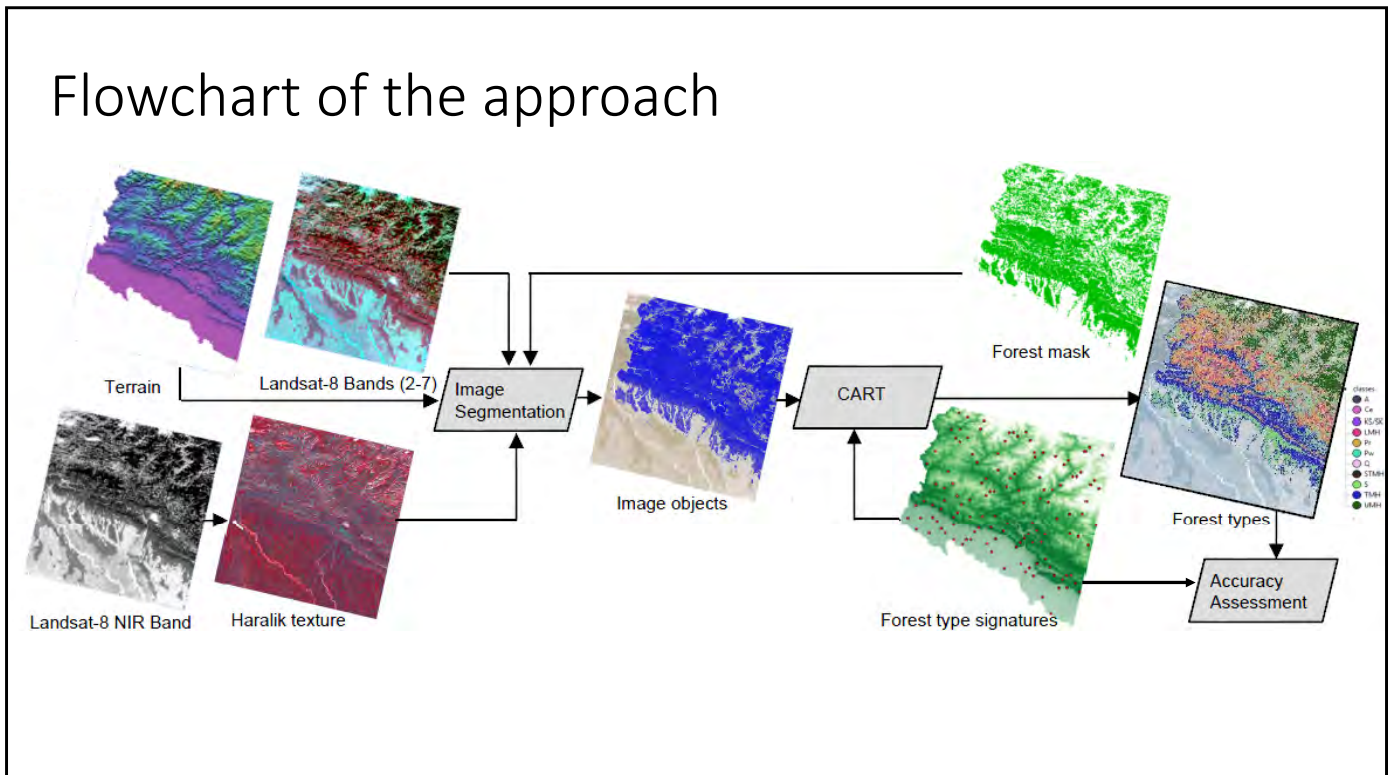 Flowchart of the approach
Terrain
Landsat-8 Bands (2-7)
Image
Segmentation
Landsat-8 NIR Band
Haralik texture
Image objects
CART
Forest mask
Forest type signatures
Forest types
Accuracy
Assessment
classes
A
Ca
KS/SK
LMH
Pr
Pw
Q
STMH
S
TMH
UMH